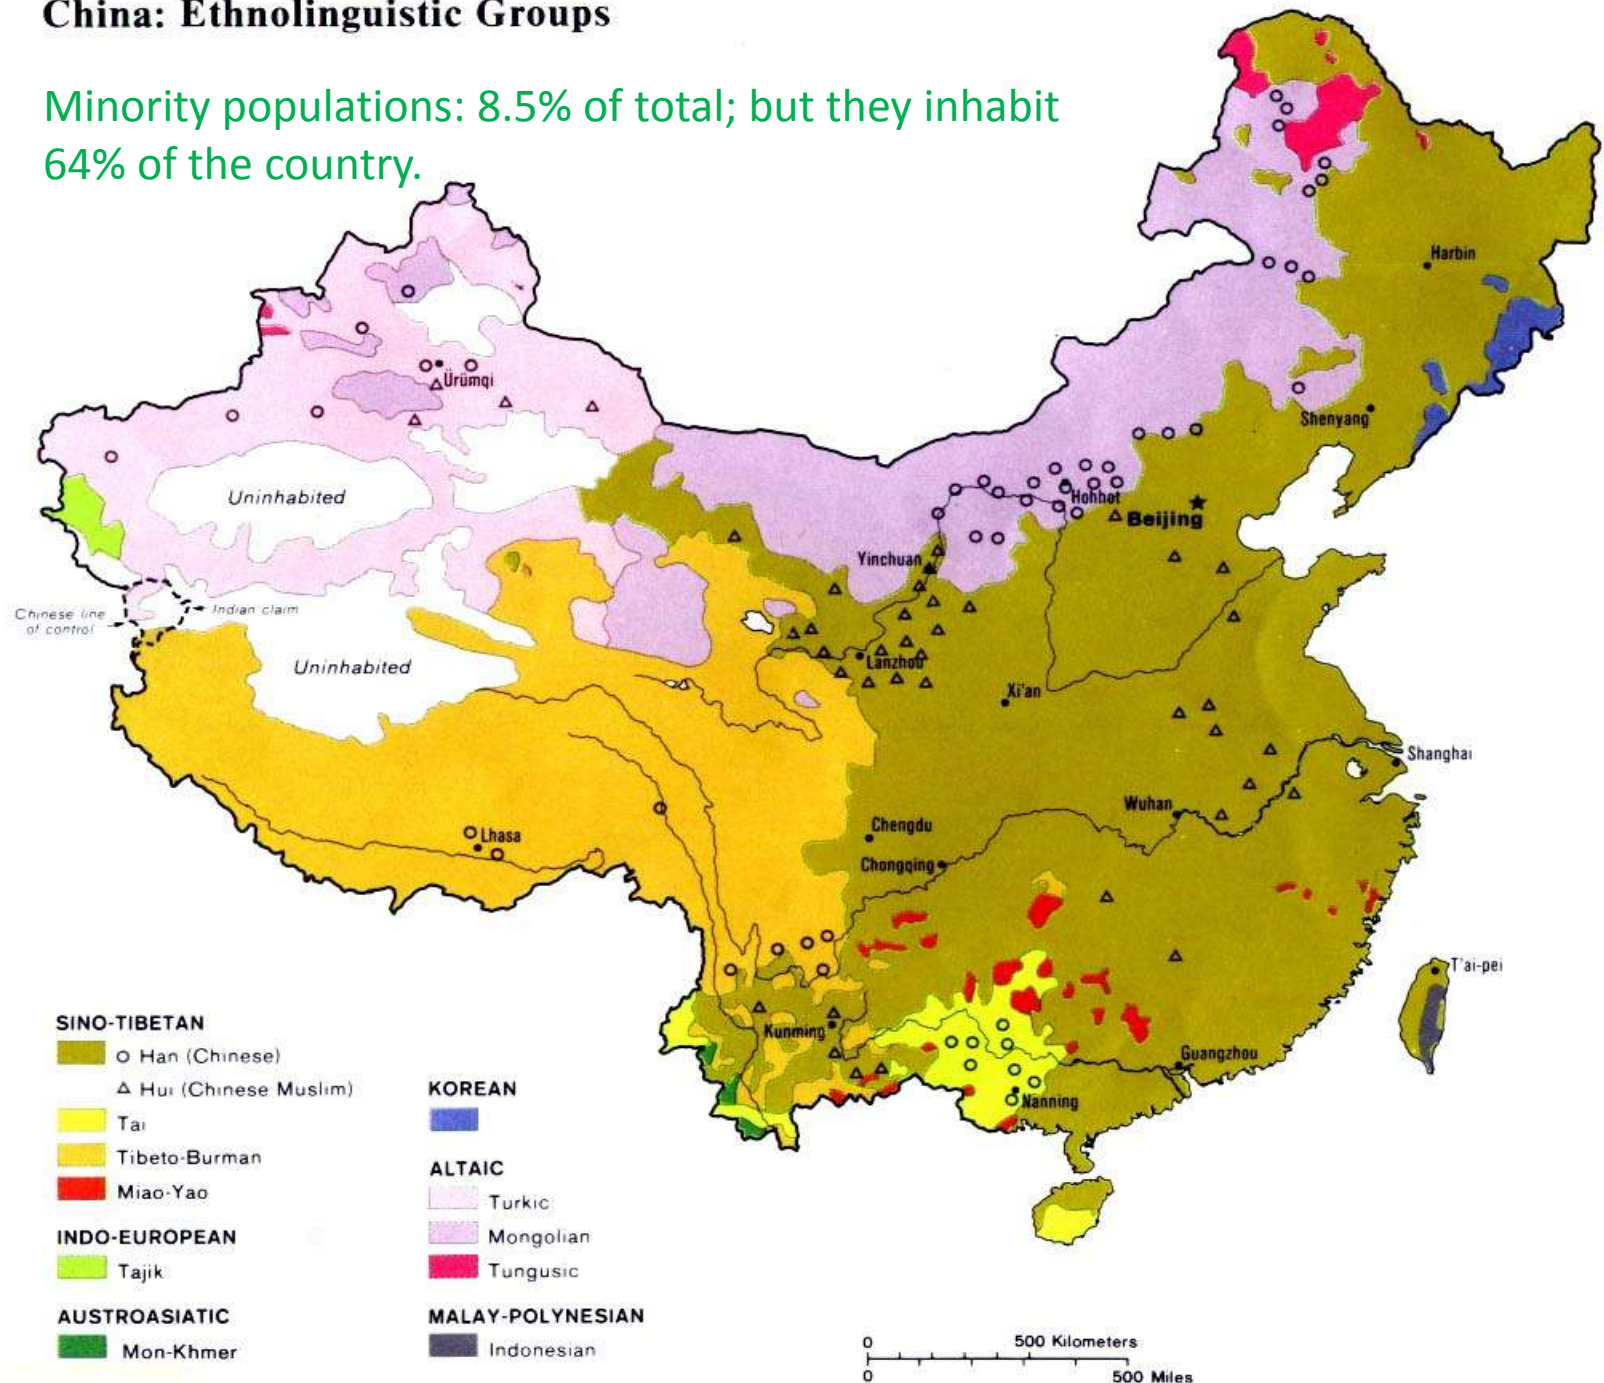 China: Ethnolinguistic Groups
Minority populations: 8.5% of total; but they inhabit
64% of the country.
Harbin
Ürümqi
Shenyang
Uninhabited
Hohhot
Beijing
Yinchuan
Chinese line
of control
Indian claim
Uninhabited
Lanzhou
Xi'an
Shanghai
Wuhan
Chengdu
Lhasa
Chongqing
T'ai-pei
Kunming
Guangzhou
Nanning
SINO-TIBETAN
Han (Chinese)
Hui (Chinese Muslim)
Tai
Tibeto-Burman
Miao-Yao
INDO-EUROPEAN
Tajik
AUSTROASIATIC
Mon-Khmer
KOREAN
ALTAIC
Turkic
Mongolian
Tungusic
MALAY-POLYNESIAN
Indonesian
0 500 Kilometers
0 500 Miles